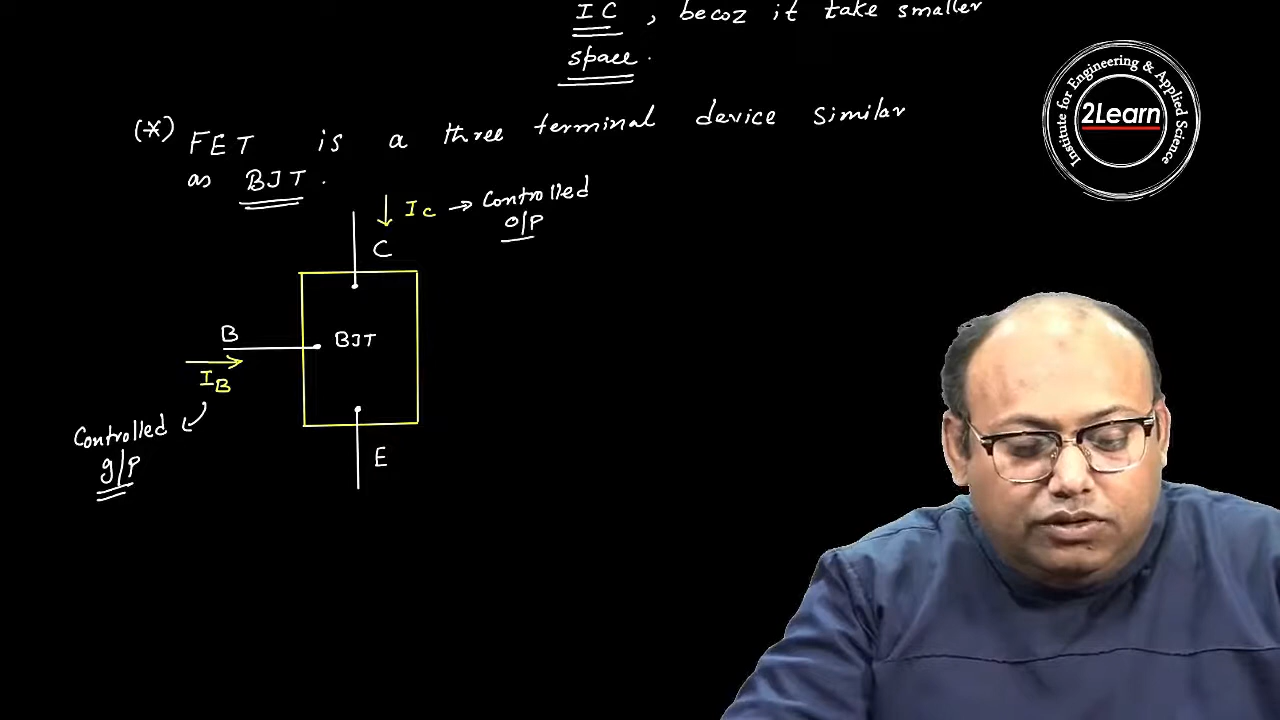 IC, becoz it take smaller
space.
(*) FET is a three terminal device similar
as BJT.
IC → Controlled
O/P
C
B
BJT
IB
Controlled
I/P
E
Institute for Engineering & Applied Science
2Learn